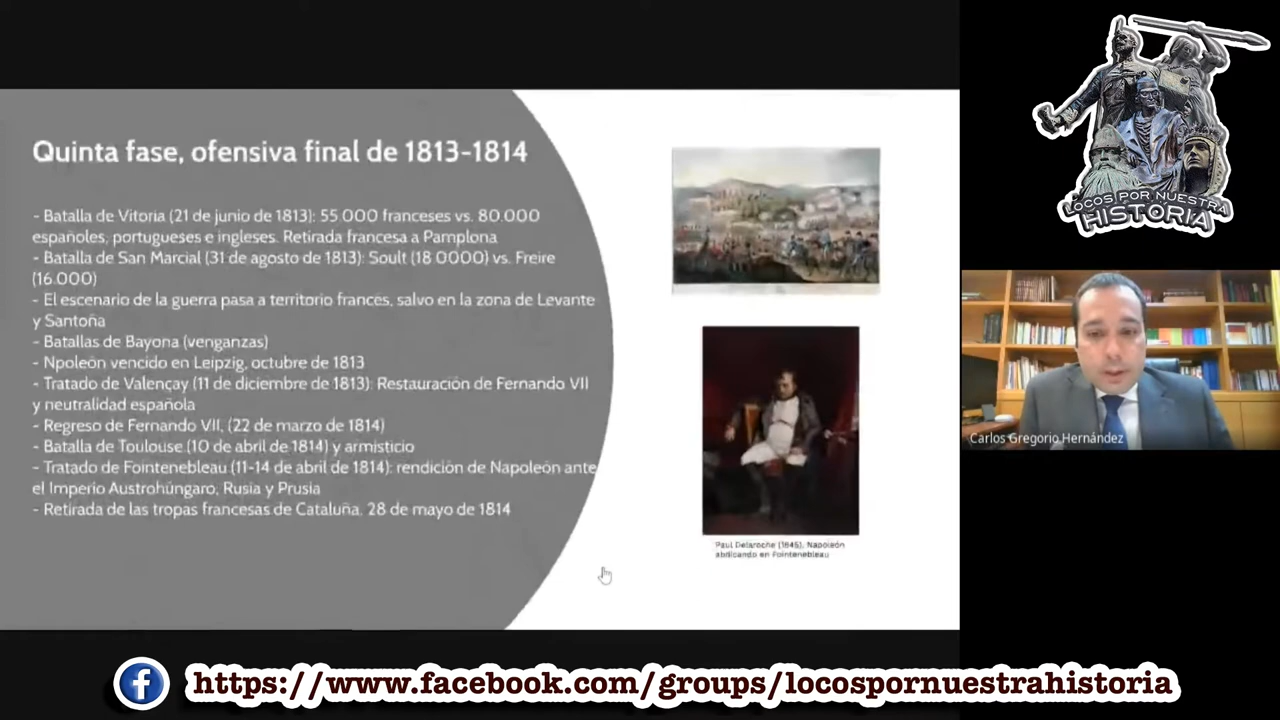 Quinta fase, ofensiva final de 1813-1814
- Batalla de Vitoria (21 de junio de 1813): 55.000 franceses vs. 80.000
españoles, portugueses e ingleses. Retirada francesa a Pamplona
- Batalla de San Marcial (31 de agosto de 1813): Soult (18 0000) vs. Freire
(16.000)
- El escenario de la guerra pasa a territorio francés, salvo en la zona de Levante
y Santoña
- Batallas de Bayona (venganzas)
- Npoleón vencido en Leipzig, octubre de 1813
- Tratado de Valençay (11 de diciembre de 1813): Restauración de Fernando VII
y neutralidad española
- Regreso de Fernando VII, (22 de marzo de 1814)
- Batalla de Toulouse (10 de abril de 1814) y armisticio
- Tratado de Fointenebleau (11-14 de abril de 1814): rendición de Napoleón ante
el Imperio Austrohúngaro, Rusia y Prusia
- Retirada de las tropas francesas de Cataluña, 28 de mayo de 1814
Paul Delaroche (1845), Napoleón
abdicando en Fointenebleau
LOCOS POR NUESTRA
HISTORIA
Carlos Gregorio Hernández
https://www.facebook.com/groups/locospornuestrahistoria